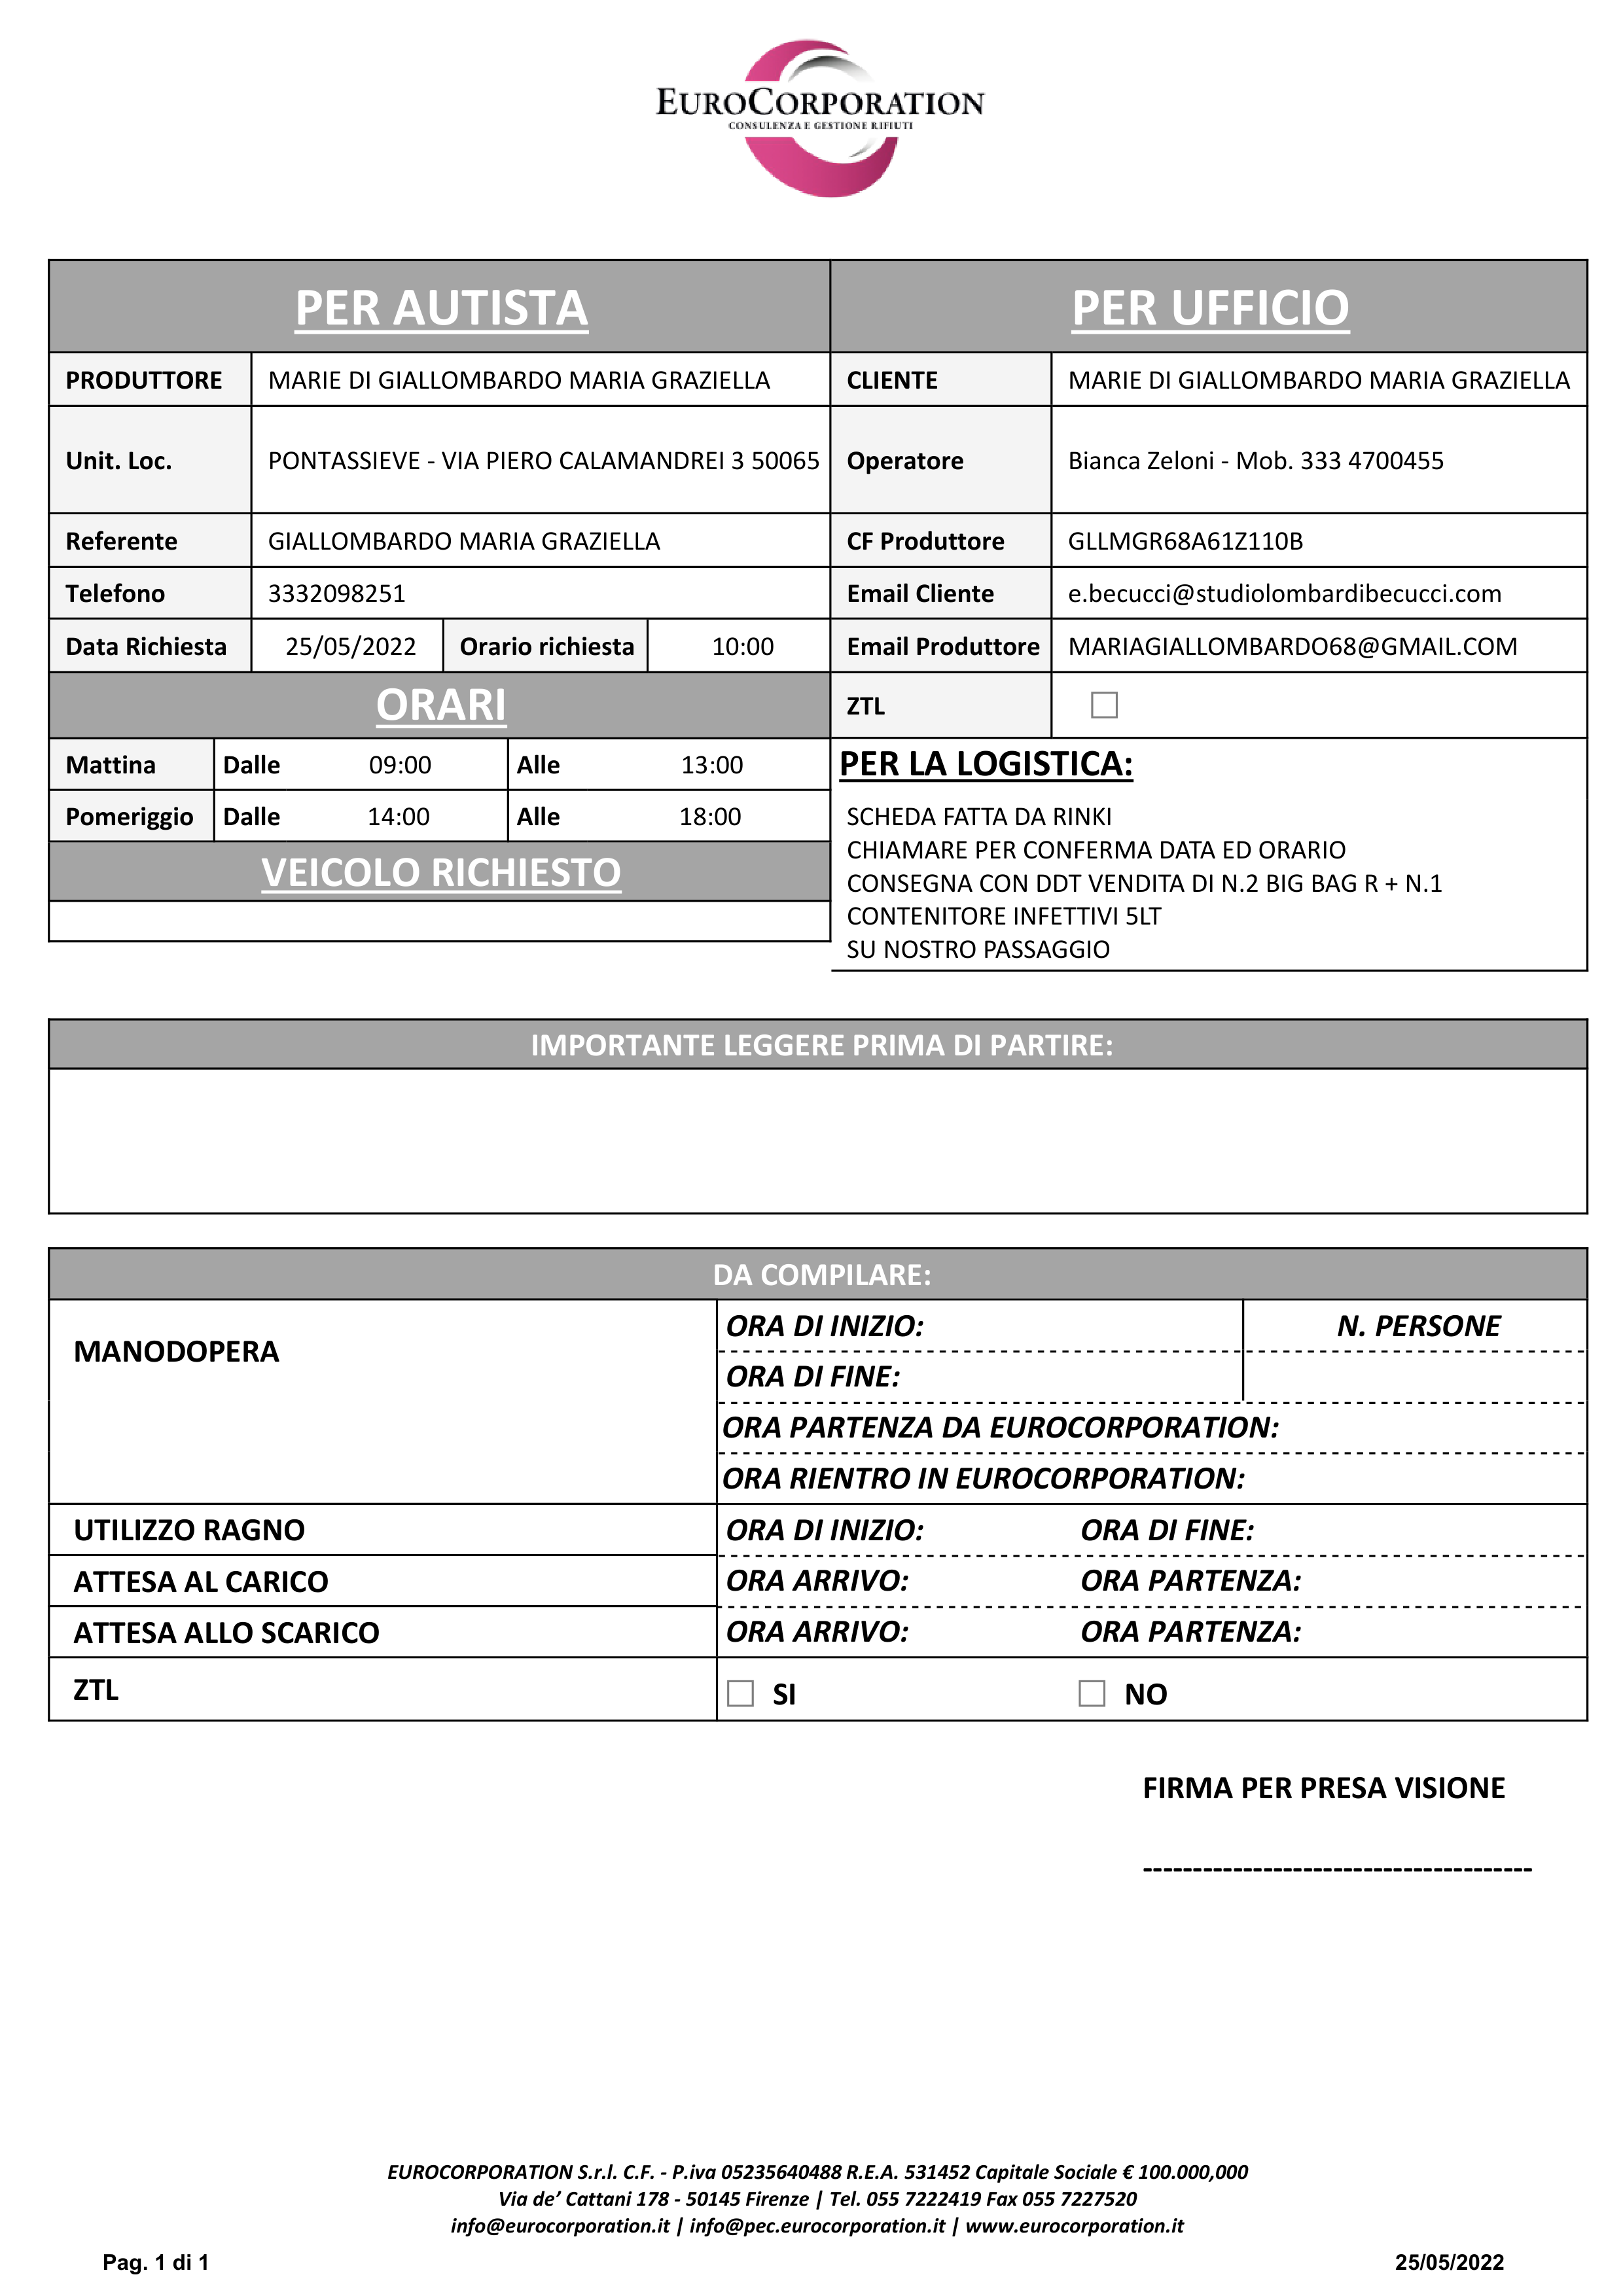 EUROCORPORATION
CONSULENZA E GESTIONE RIFIUTI
PER AUTISTA
PER UFFICIO
PRODUTTORE MARIE DI GIALLOMBARDO MARIA GRAZIELLA CLIENTE MARIE DI GIALLOMBARDO MARIA GRAZIELLA
Unit. Loc. PONTASSIEVE - VIA PIERO CALAMANDREI 3 50065 Operatore Bianca Zeloni - Mob. 333 4700455
Referente GIALLOMBARDO MARIA GRAZIELLA CF Produttore GLLMGR68A61Z110B
Telefono 3332098251 Email Cliente e.becucci@studiolombardibecucci.com
Data Richiesta 25/05/2022 Orario richiesta 10:00 Email Produttore MARIAGIALLOMBARDO68@GMAIL.COM
ORARI
ZTL
Mattina Dalle 09:00 Alle 13:00
Pomeriggio Dalle 14:00 Alle 18:00
VEICOLO RICHIESTO
PER LA LOGISTICA:
SCHEDA FATTA DA RINKI
CHIAMARE PER CONFERMA DATA ED ORARIO
CONSEGNA CON DDT VENDITA DI N.2 BIG BAG R + N.1
CONTENITORE INFETTIVI 5LT
SU NOSTRO PASSAGGIO
IMPORTANTE LEGGERE PRIMA DI PARTIRE:
DA COMPILARE:
MANODOPERA
ORA DI INIZIO: N. PERSONE
ORA DI FINE:
ORA PARTENZA DA EUROCORPORATION:
ORA RIENTRO IN EUROCORPORATION:
UTILIZZO RAGNO ORA DI INIZIO: ORA DI FINE:
ATTESA AL CARICO ORA ARRIVO: ORA PARTENZA:
ATTESA ALLO SCARICO ORA ARRIVO: ORA PARTENZA:
ZTL SI NO
FIRMA PER PRESA VISIONE
---------------------------------------
EUROCORPORATION S.r.l. C.F. - P.iva 05235640488 R.E.A. 531452 Capitale Sociale € 100.000,000
Via de’ Cattani 178 - 50145 Firenze | Tel. 055 7222419 Fax 055 7227520
info@eurocorporation.it | info@pec.eurocorporation.it | www.eurocorporation.it
Pag. 1 di 1 25/05/2022